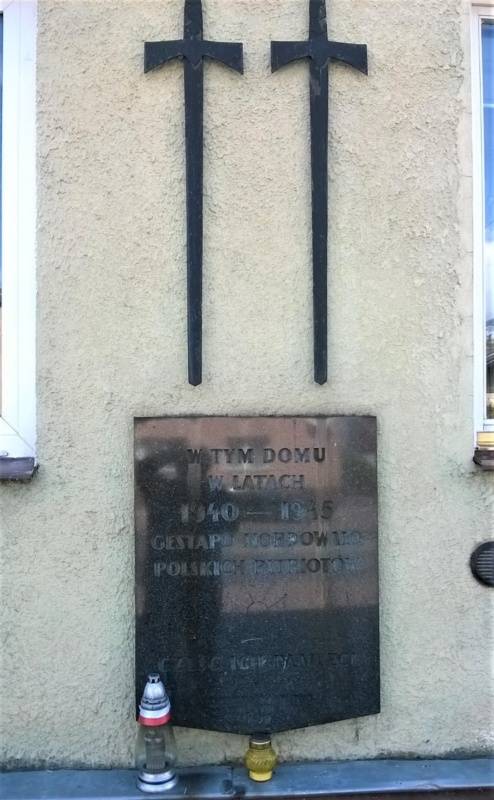 W TYM DOMU
W LATACH
1940 — 1945
GESTAPO MORDOWAŁO
POLSKICH PATRIOTÓW
CZEŚĆ ICH PAMIĘCI